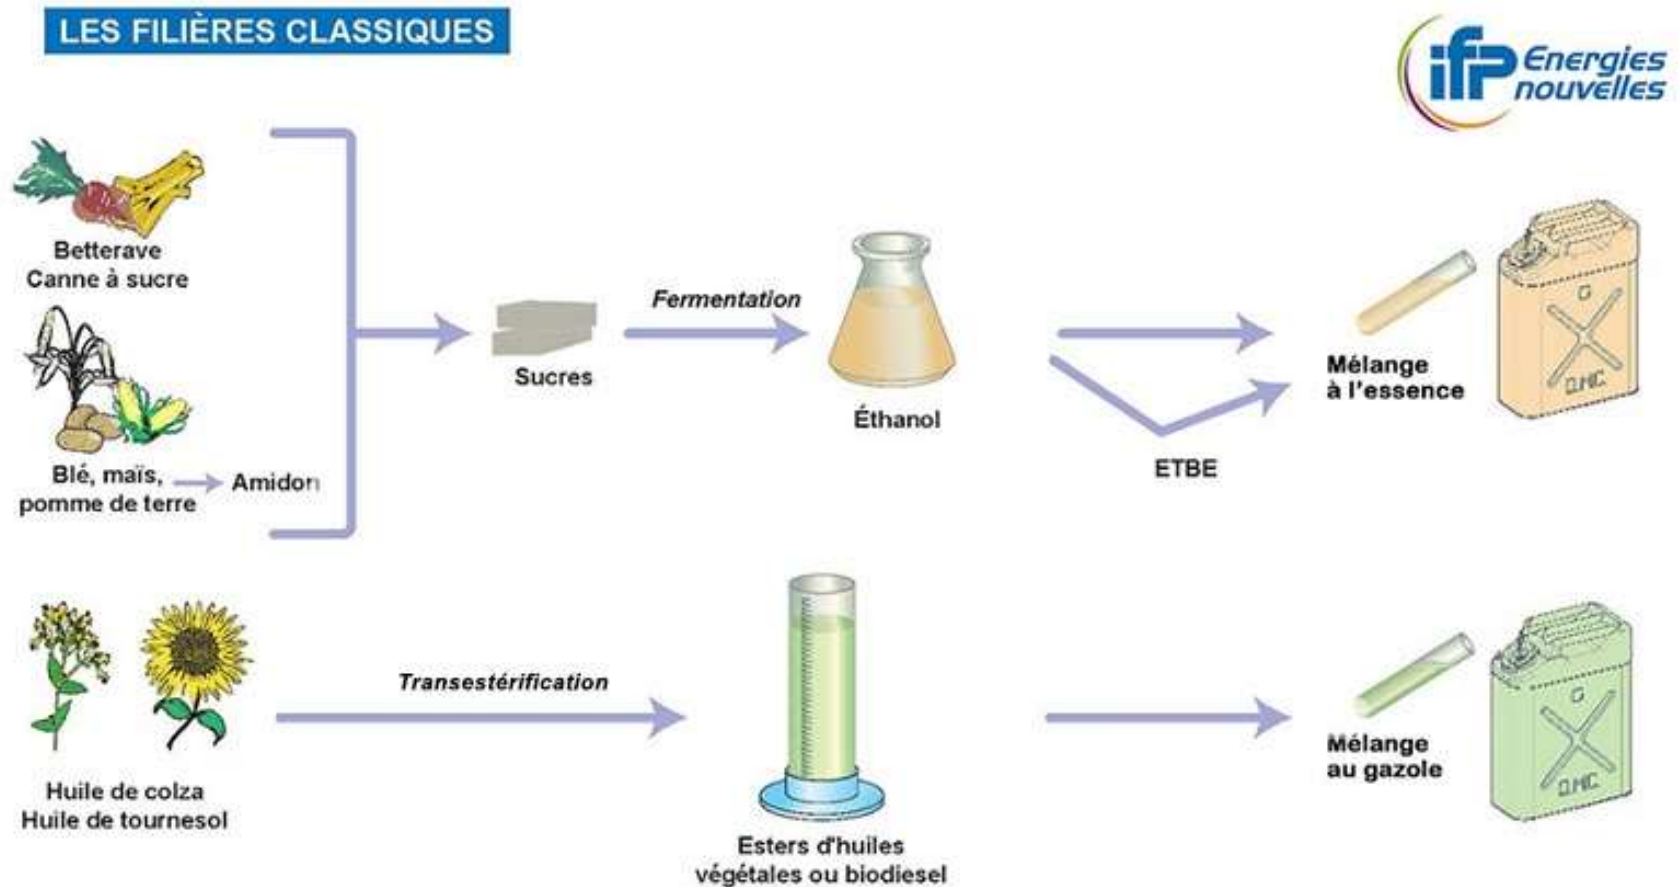 LES FILIÈRES CLASSIQUES
ifp Energies
nouvelles
Betterave
Canne à sucre
Blé, maïs,
pomme de terre
Amidon
Sucres
Fermentation
Éthanol
ETBE
Mélange
à l'essence
G
Huile de colza
Huile de tournesol
Transestérification
Esters d'huiles
végétales ou biodiesel
Mélange
au gazole
G